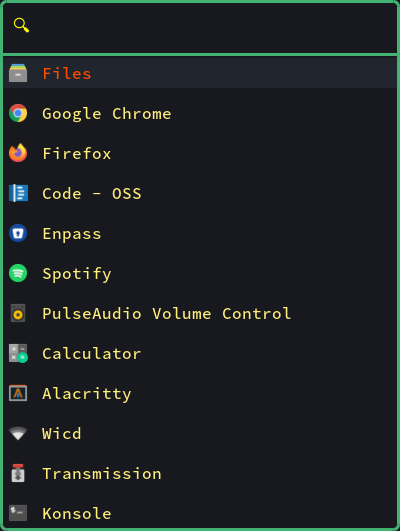 Files
Google Chrome
Firefox
Code - OSS
Enpass
Spotify
PulseAudio Volume Control
Calculator
Alacritty
Wicd
Transmission
Konsole